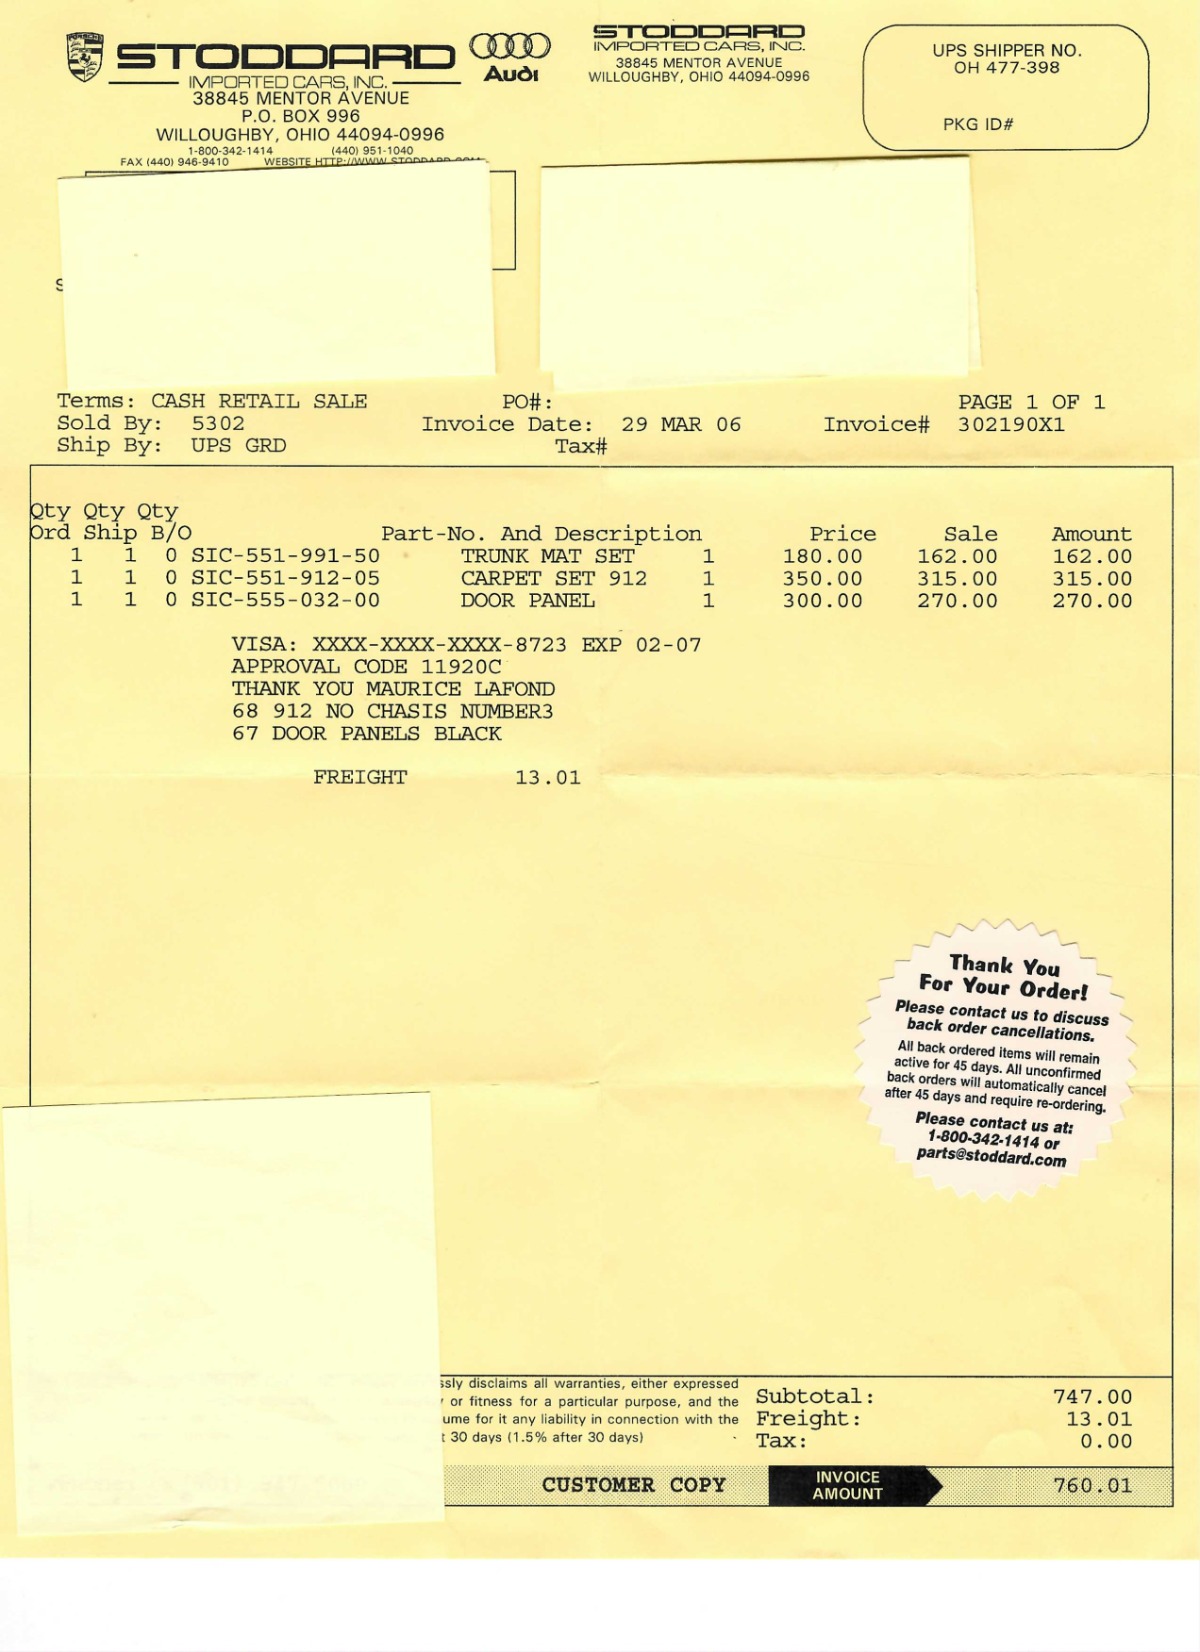 PORSCHE
STODDARD
IMPORTED CARS, INC.
38845 MENTOR AVENUE
P.O. BOX 996
WILLOUGHBY, OHIO 44094-0996
1-800-342-1414 (440) 951-1040
FAX (440) 946-9410 WEBSITE HTTP://WWW.STODDARD.COM
Audi
STODDARD
IMPORTED CARS, INC.
38845 MENTOR AVENUE
WILLOUGHBY, OHIO 44094-0996
UPS SHIPPER NO.
OH 477-398
PKG ID#
S
Terms: CASH RETAIL SALE PO#: PAGE 1 OF 1
Sold By: 5302 Invoice Date: 29 MAR 06 Invoice# 302190X1
Ship By: UPS GRD Tax#
Qty Qty Qty
Ord Ship B/O Part-No. And Description Price Sale Amount
1 1 0 SIC-551-991-50 TRUNK MAT SET 1 180.00 162.00 162.00
1 1 0 SIC-551-912-05 CARPET SET 912 1 350.00 315.00 315.00
1 1 0 SIC-555-032-00 DOOR PANEL 1 300.00 270.00 270.00
VISA: XXXX-XXXX-XXXX-8723 EXP 02-07
APPROVAL CODE 11920C
THANK YOU MAURICE LAFOND
68 912 NO CHASIS NUMBER3
67 DOOR PANELS BLACK
FREIGHT 13.01
Thank You
For Your Order!
Please contact us to discuss
back order cancellations.
All back ordered items will remain
active for 45 days. All unconfirmed
back orders will automatically cancel
after 45 days and require re-ordering.
Please contact us at:
1-800-342-1414 or
parts@stoddard.com
ssly disclaims all warranties, either expressed
or fitness for a particular purpose, and the
ume for it any liability in connection with the
t 30 days (1.5% after 30 days)
Subtotal: 747.00
Freight: 13.01
Tax: 0.00
CUSTOMER COPY
INVOICE
AMOUNT
760.01